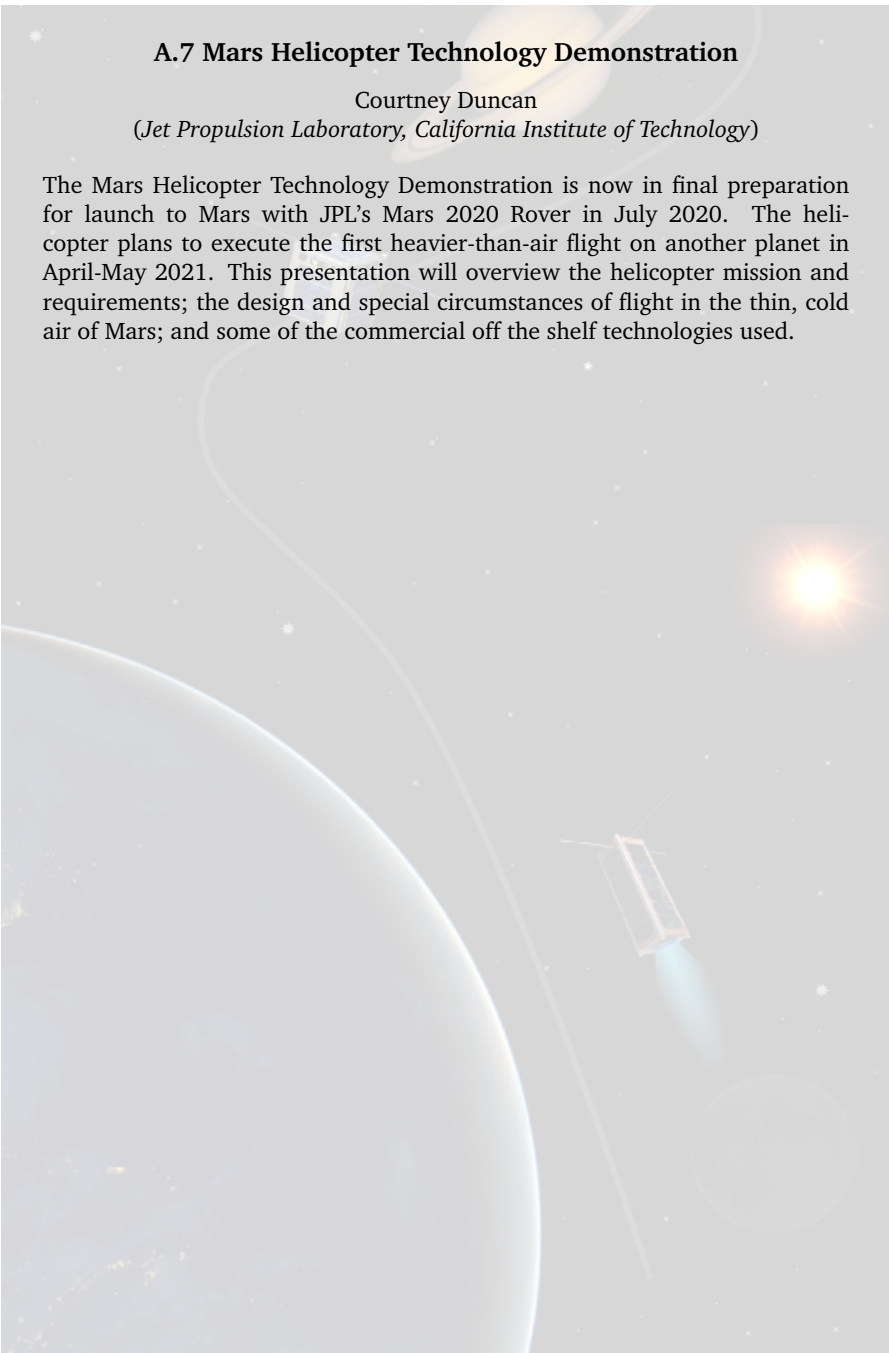 A.7 Mars Helicopter Technology Demonstration
Courtney Duncan
(Jet Propulsion Laboratory, California Institute of Technology)
The Mars Helicopter Technology Demonstration is now in final preparation
for launch to Mars with JPL's Mars 2020 Rover in July 2020. The heli-
copter plans to execute the first heavier-than-air flight on another planet in
April-May 2021. This presentation will overview the helicopter mission and
requirements; the design and special circumstances of flight in the thin, cold
air of Mars; and some of the commercial off the shelf technologies used.